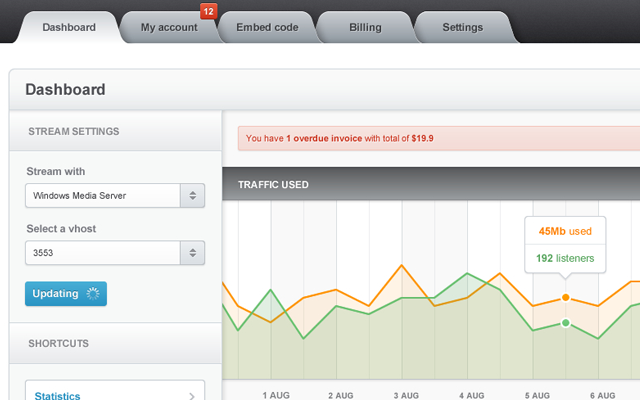 Dashboard
My account
12
Embed code
Billing
Settings
Dashboard
STREAM SETTINGS
Stream with
Windows Media Server
Select a vhost
3553
Updating
SHORTCUTS
Statistics
You have 1 overdue invoice with total of $19.9
TRAFFIC USED
45Mb used
192 listeners
1 AUG
2 AUG
3 AUG
4 AUG
5 AUG
6 AUG